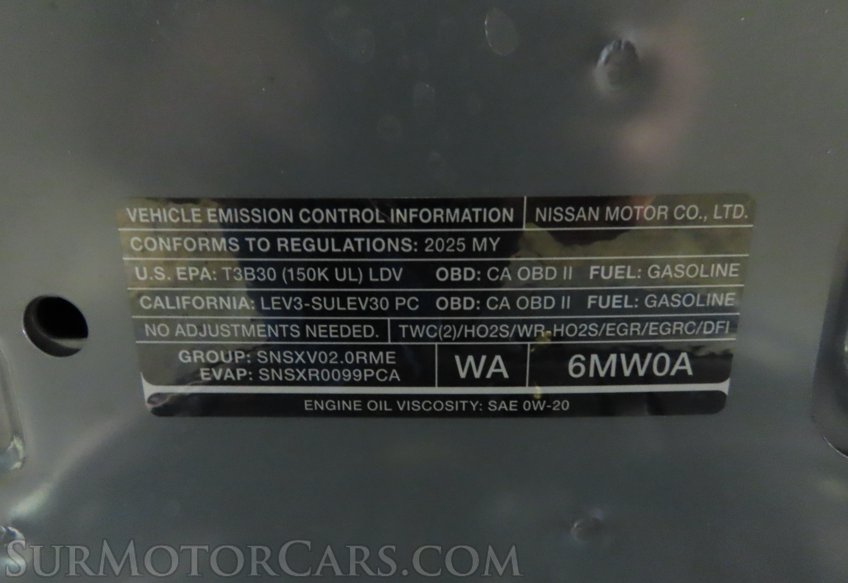 VEHICLE EMISSION CONTROL INFORMATION NISSAN MOTOR CO., LTD.
CONFORMS TO REGULATIONS: 2025 MY
U.S. EPA: T3B30 (150K UL) LDV OBD: CA OBD II FUEL: GASOLINE
CALIFORNIA: LEV3-SULEV30 PC OBD: CA OBD II FUEL: GASOLINE
NO ADJUSTMENTS NEEDED. TWC(2)/HO2S/WR-HO2S/EGR/EGRC/DFI
GROUP: SNSXV02.0RME
EVAP: SNSXR0099PCA
WA
6MW0A
ENGINE OIL VISCOSITY: SAE 0W-20
SURMOTORCARS.COM